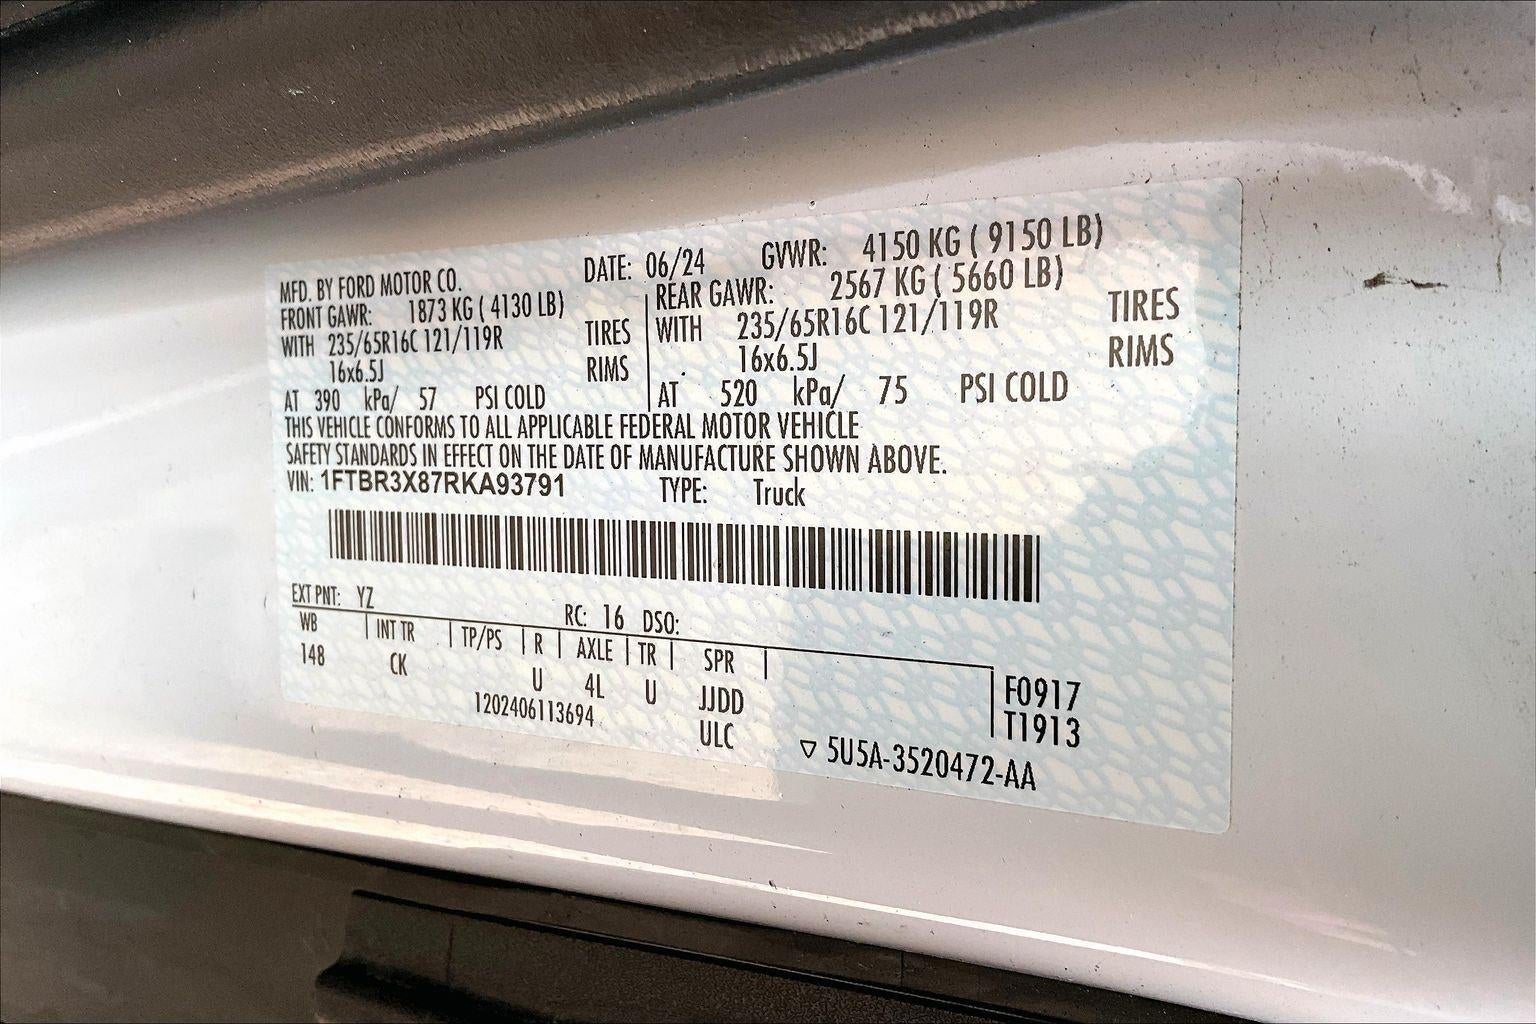 MFD. BY FORD MOTOR CO. DATE: 06/24 GVWR: 4150 KG ( 9150 LB)
FRONT GAWR: 1873 KG ( 4130 LB) REAR GAWR: 2567 KG ( 5660 LB)
WITH 235/65R16C 121/119R TIRES WITH 235/65R16C 121/119R TIRES
16x6.5J RIMS 16x6.5J RIMS
AT 390 kPa/ 57 PSI COLD AT 520 kPa/ 75 PSI COLD
THIS VEHICLE CONFORMS TO ALL APPLICABLE FEDERAL MOTOR VEHICLE
SAFETY STANDARDS IN EFFECT ON THE DATE OF MANUFACTURE SHOWN ABOVE.
VIN: 1FTBR3X87RKA93791 TYPE: Truck
EXT PNT: YZ RC: 16 DSO:
WB INT TR TP/PS R AXLE TR SPR
148 CK U 4L U JJDD F0917
1202406113694 ULC T1913
5U5A-3520472-AA